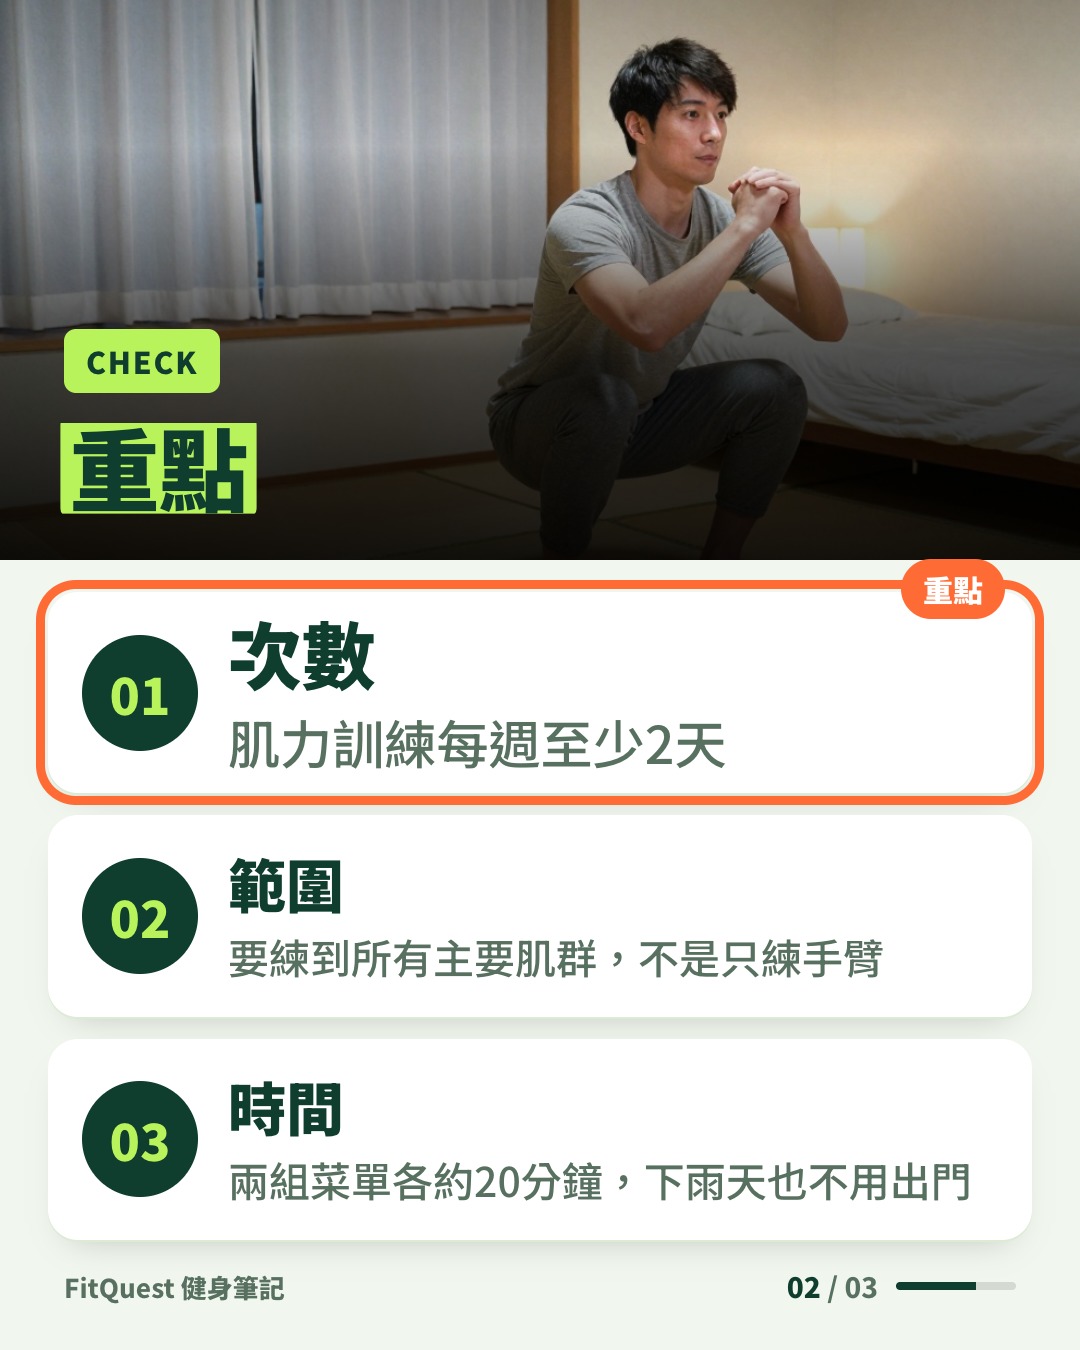 CHECK
重點
重點
01
次數
肌力訓練每週至少2天
02
範圍
要練到所有主要肌群，不是只練手臂
03
時間
兩組菜單各約20分鐘，下雨天也不用出門
FitQuest 健身筆記
02 / 03